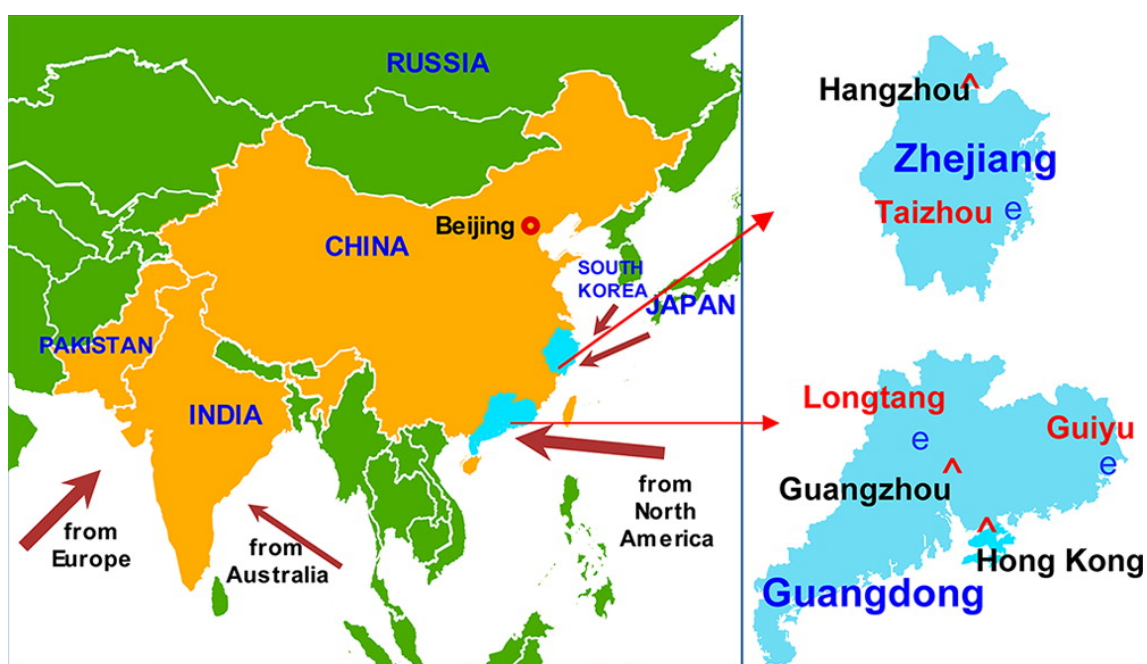 RUSSIA
Beijing
CHINA
SOUTH
KOREA
JAPAN
PAKISTAN
INDIA
from
Europe
from
Australia
from
North
America
Hangzhou
^
Zhejiang
Taizhou e
Longtang
e
Guiyu
e
Guangzhou ^
^
Hong Kong
Guangdong